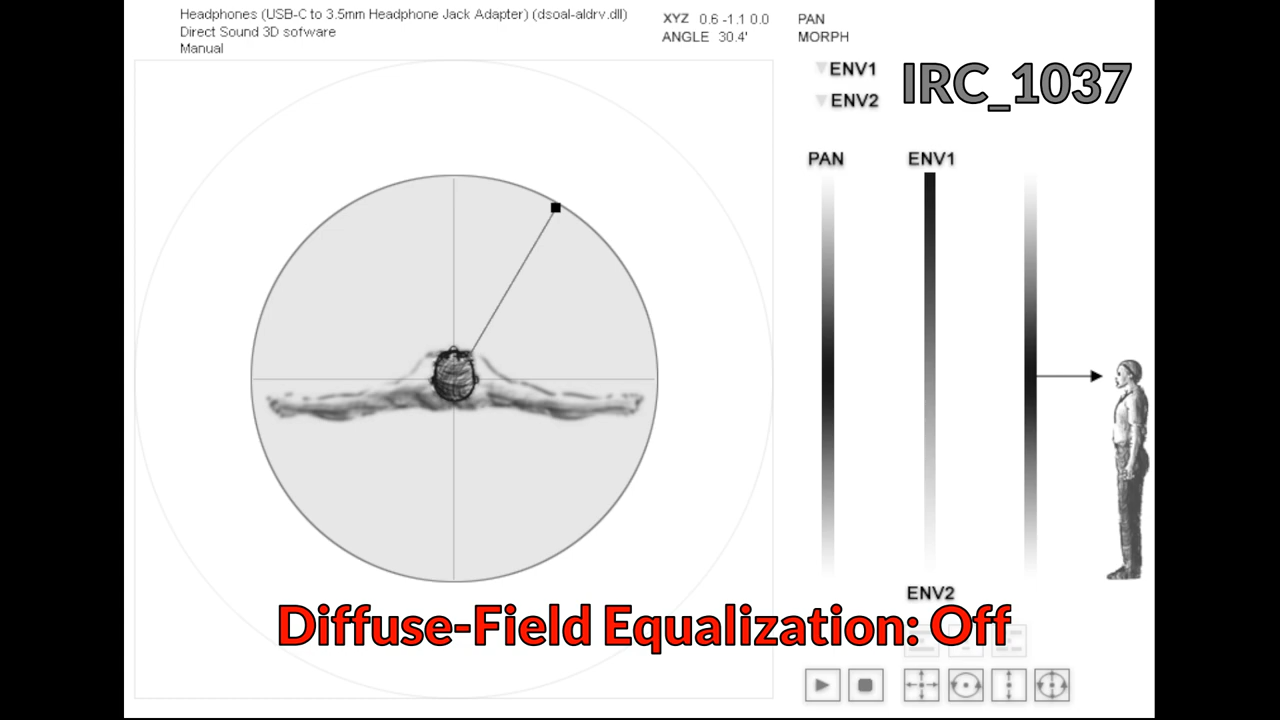 Headphones (USB-C to 3.5mm Headphone Jack Adapter) (dsoal-aldrv.dll)
Direct Sound 3D sofware
Manual
XYZ 0.6 -1.1 0.0
ANGLE 30.4'
PAN
MORPH
ENV1
ENV2
IRC_1037
PAN
ENV1
ENV2
Diffuse-Field Equalization: Off